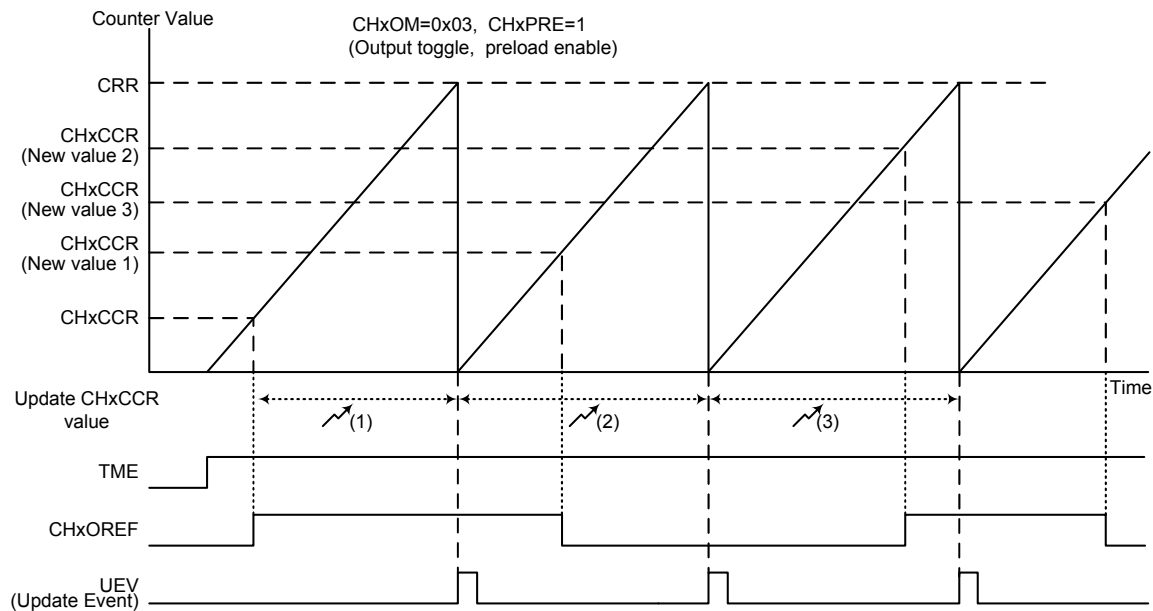 Counter Value
CHxOM=0x03, CHxPRE=1
(Output toggle, preload enable)
CRR
CHxCCR
(New value 2)
CHxCCR
(New value 3)
CHxCCR
(New value 1)
CHxCCR
Time
Update CHxCCR
value
(1)
(2)
(3)
TME
CHxOREF
UEV
(Update Event)